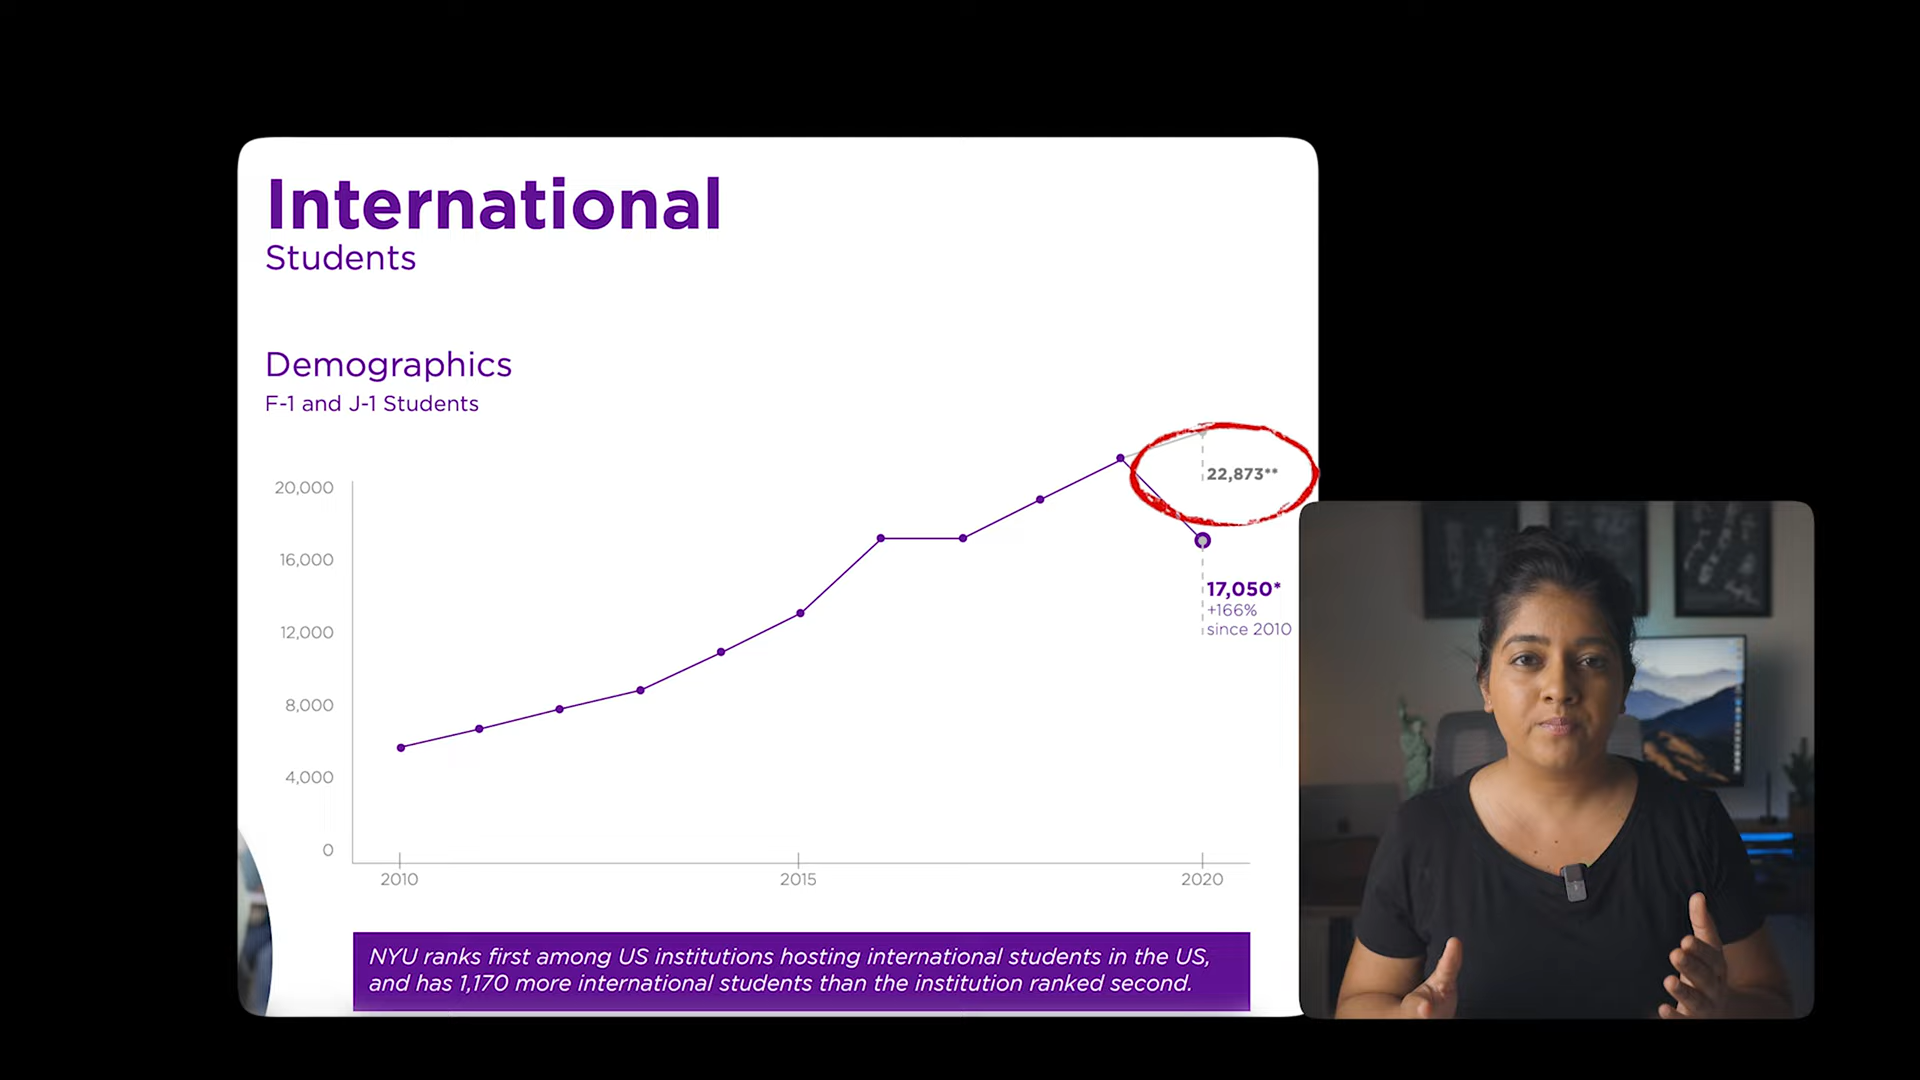 International
Students
Demographics
F-1 and J-1 Students
20,000
16,000
12,000
8,000
4,000
0
22,873**
17,050*
+166%
since 2010
2010
2015
2020
NYU ranks first among US institutions hosting international students in the US,
and has 1,170 more international students than the institution ranked second.